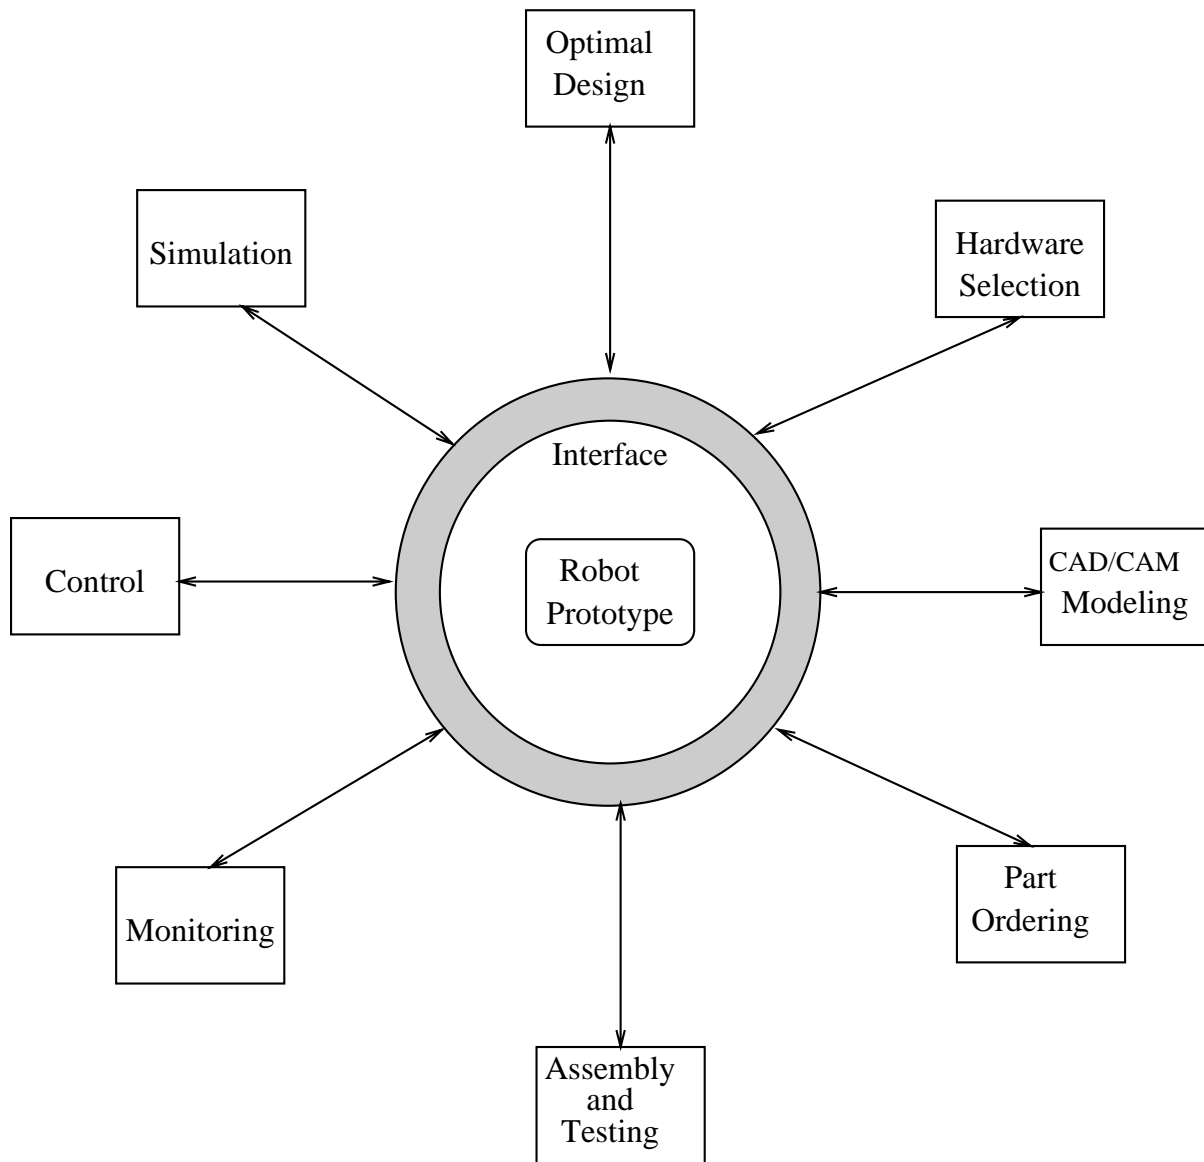 Optimal
Design
Simulation
Hardware
Selection
Interface
Control
Robot
Prototype
CAD/CAM
Modeling
Monitoring
Part
Ordering
Assembly
and
Testing